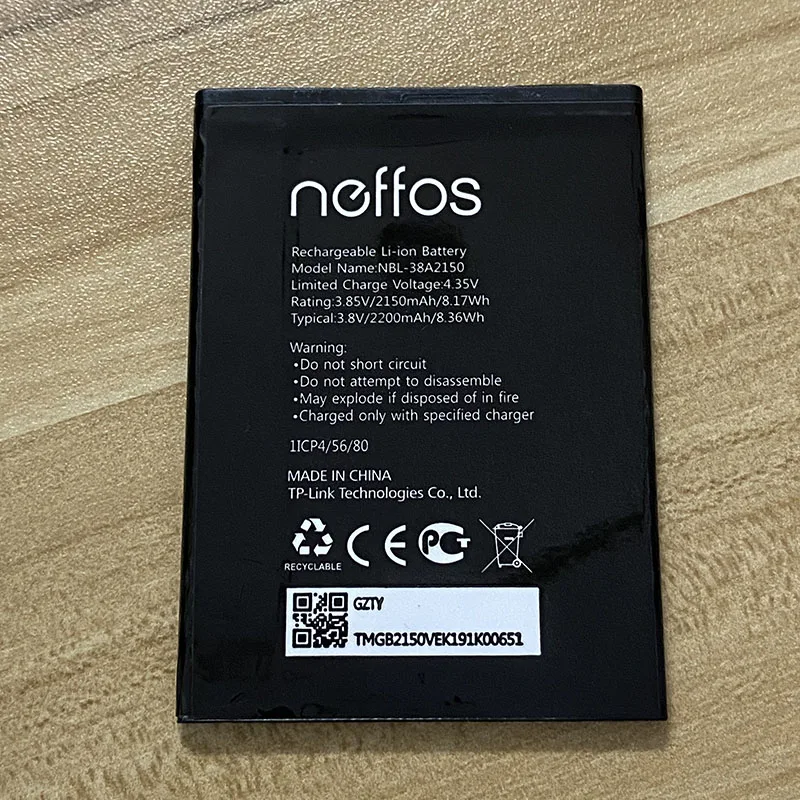 neffos
Rechargeable Li-ion Battery
Model Name:NBL-38A2150
Limited Charge Voltage:4.35V
Rating:3.85V/2150mAh/8.17Wh
Typical:3.8V/2200mAh/8.36Wh
Warning:
•Do not short circuit
•Do not attempt to disassemble
•May explode if disposed of in fire
•Charged only with specified charger
1ICP4/56/80
MADE IN CHINA
TP-Link Technologies Co., Ltd.
CE PCT
RECYCLABLE
GZTY
TMGB2150VEK191K00651